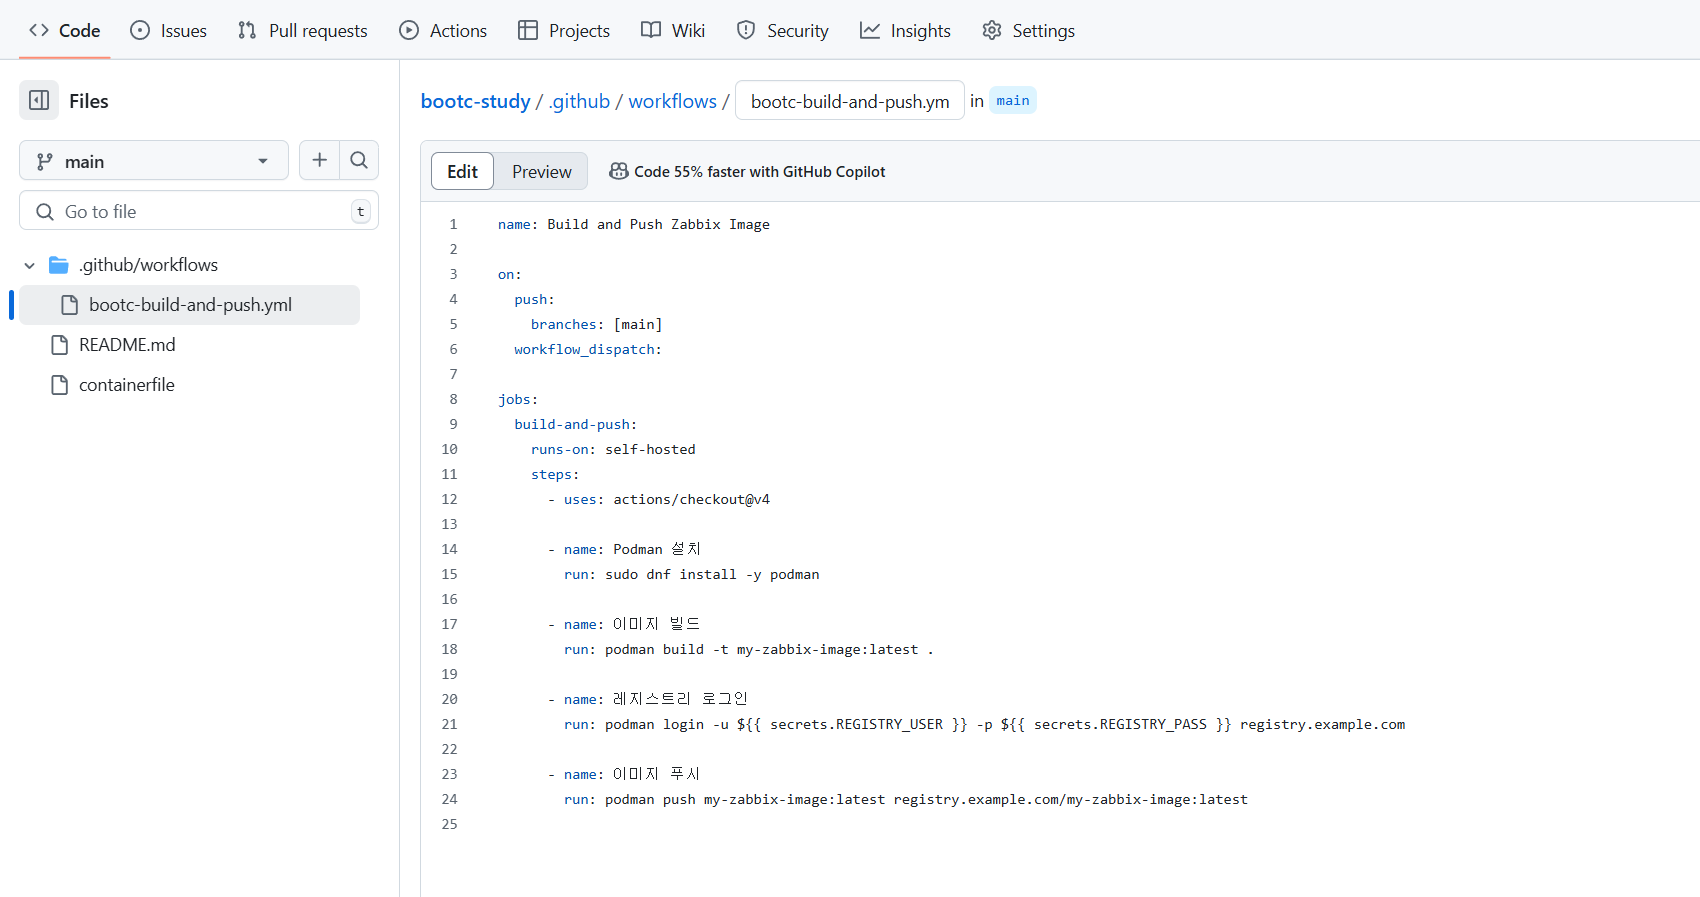 Code Issues Pull requests Actions Projects Wiki Security Insights Settings
Files
main
Go to file t
.github/workflows
bootc-build-and-push.yml
README.md
containerfile
bootc-study / .github / workflows / bootc-build-and-push.ym in main
Edit Preview Code 55% faster with GitHub Copilot
1 name: Build and Push Zabbix Image
2
3 on:
4 push:
5 branches: [main]
6 workflow_dispatch:
7
8 jobs:
9 build-and-push:
10 runs-on: self-hosted
11 steps:
12 - uses: actions/checkout@v4
13
14 - name: Podman 설치
15 run: sudo dnf install -y podman
16
17 - name: 이미지 빌드
18 run: podman build -t my-zabbix-image:latest .
19
20 - name: 레지스트리 로그인
21 run: podman login -u ${{ secrets.REGISTRY_USER }} -p ${{ secrets.REGISTRY_PASS }} registry.example.com
22
23 - name: 이미지 푸시
24 run: podman push my-zabbix-image:latest registry.example.com/my-zabbix-image:latest
25